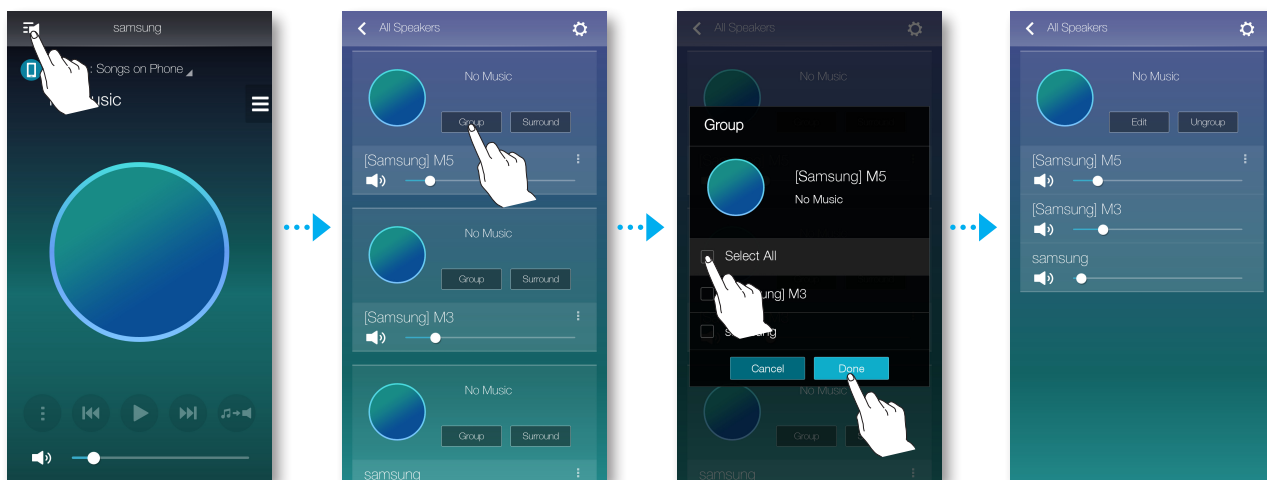 samsung
: Songs on Phone
usic
All Speakers
No Music
Group
Surround
[Samsung] M5
No Music
Group
Surround
[Samsung] M3
No Music
Group
Surround
samsung
All Speakers
No Music
Group
[Samsung] M5
No Music
Select All
ung] M3
Cancel
Done
No Music
Group
samsung
All Speakers
No Music
Edit
Ungroup
[Samsung] M5
[Samsung] M3
samsung